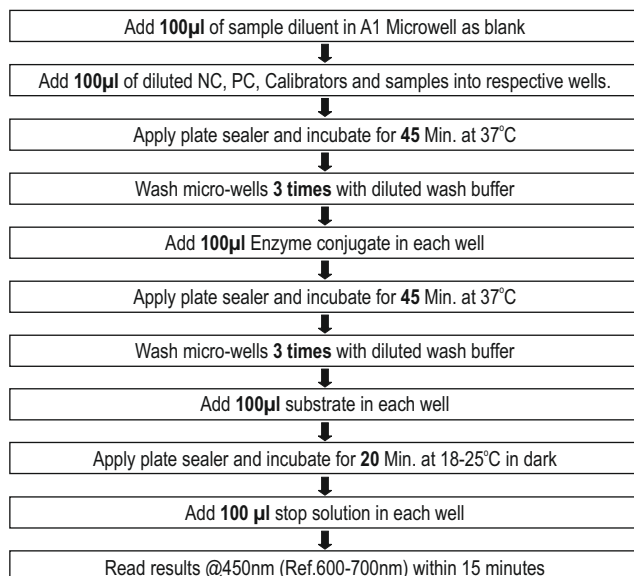 Add 100µl of sample diluent in A1 Microwell as blank
Add 100µl of diluted NC, PC, Calibrators and samples into respective wells.
Apply plate sealer and incubate for 45 Min. at 37°C
Wash micro-wells 3 times with diluted wash buffer
Add 100µl Enzyme conjugate in each well
Apply plate sealer and incubate for 45 Min. at 37°C
Wash micro-wells 3 times with diluted wash buffer
Add 100µl substrate in each well
Apply plate sealer and incubate for 20 Min. at 18-25°C in dark
Add 100 µl stop solution in each well
Read results @450nm (Ref.600-700nm) within 15 minutes